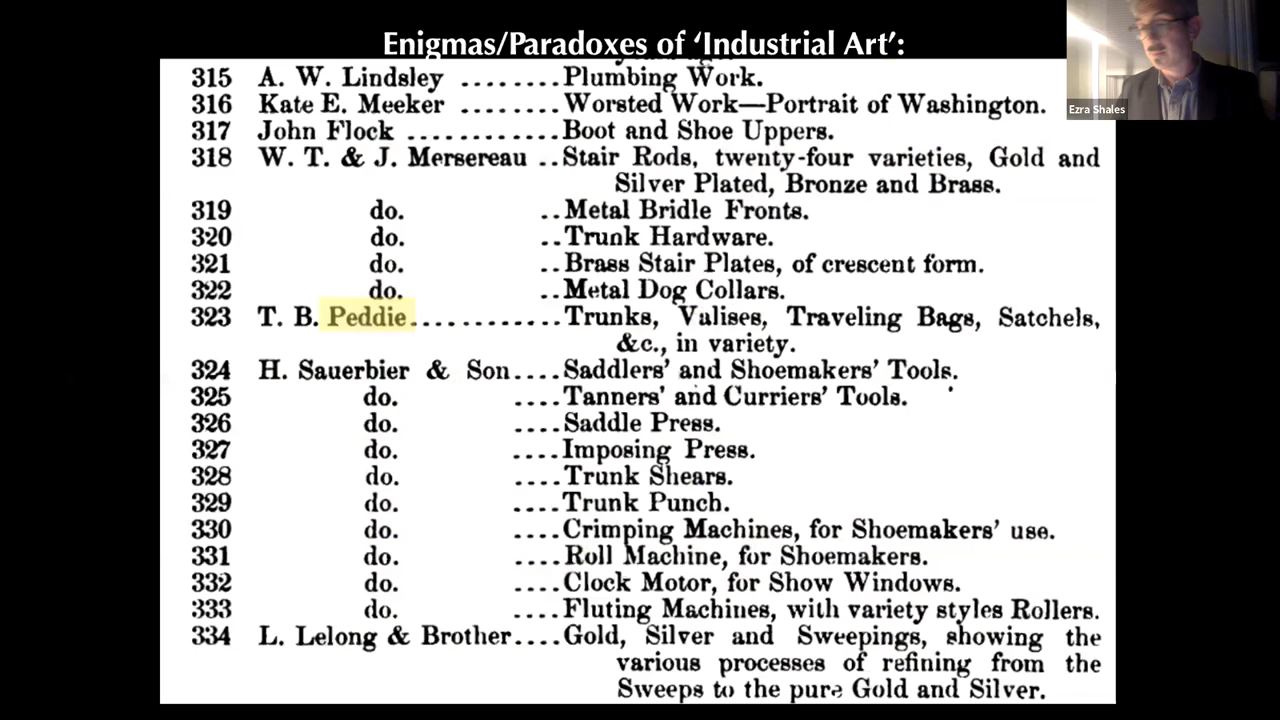 Enigmas/Paradoxes of ‘Industrial Art’:
Ezra Shales
315 A. W. Lindsley ........Plumbing Work.
316 Kate E. Meeker ........Worsted Work—Portrait of Washington.
317 John Flock ............Boot and Shoe Uppers.
318 W. T. & J. Mersereau ..Stair Rods, twenty-four varieties, Gold and
Silver Plated, Bronze and Brass.
319 do. ..Metal Bridle Fronts.
320 do. ..Trunk Hardware.
321 do. ..Brass Stair Plates, of crescent form.
322 do. ..Metal Dog Collars.
323 T. B. Peddie............Trunks, Valises, Traveling Bags, Satchels,
&c., in variety.
324 H. Sauerbier & Son....Saddlers’ and Shoemakers’ Tools.
325 do. ....Tanners’ and Curriers’ Tools.
326 do. ....Saddle Press.
327 do. ....Imposing Press.
328 do. ....Trunk Shears.
329 do. ....Trunk Punch.
330 do. ....Crimping Machines, for Shoemakers’ use.
331 do. ....Roll Machine, for Shoemakers.
332 do. ....Clock Motor, for Show Windows.
333 do. ....Fluting Machines, with variety styles Rollers.
334 L. Lelong & Brother....Gold, Silver and Sweepings, showing the
various processes of refining from the
Sweeps to the pure Gold and Silver.